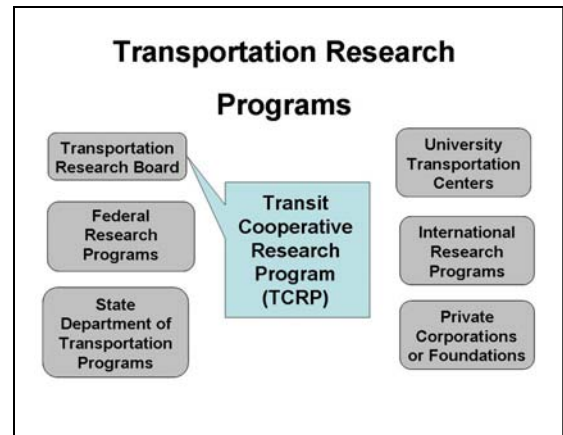 Transportation Research
Programs
Transportation
Research Board
Federal
Research
Programs
State
Department of
Transportation
Programs
Transit
Cooperative
Research
Program
(TCRP)
University
Transportation
Centers
International
Research
Programs
Private
Corporations
or Foundations